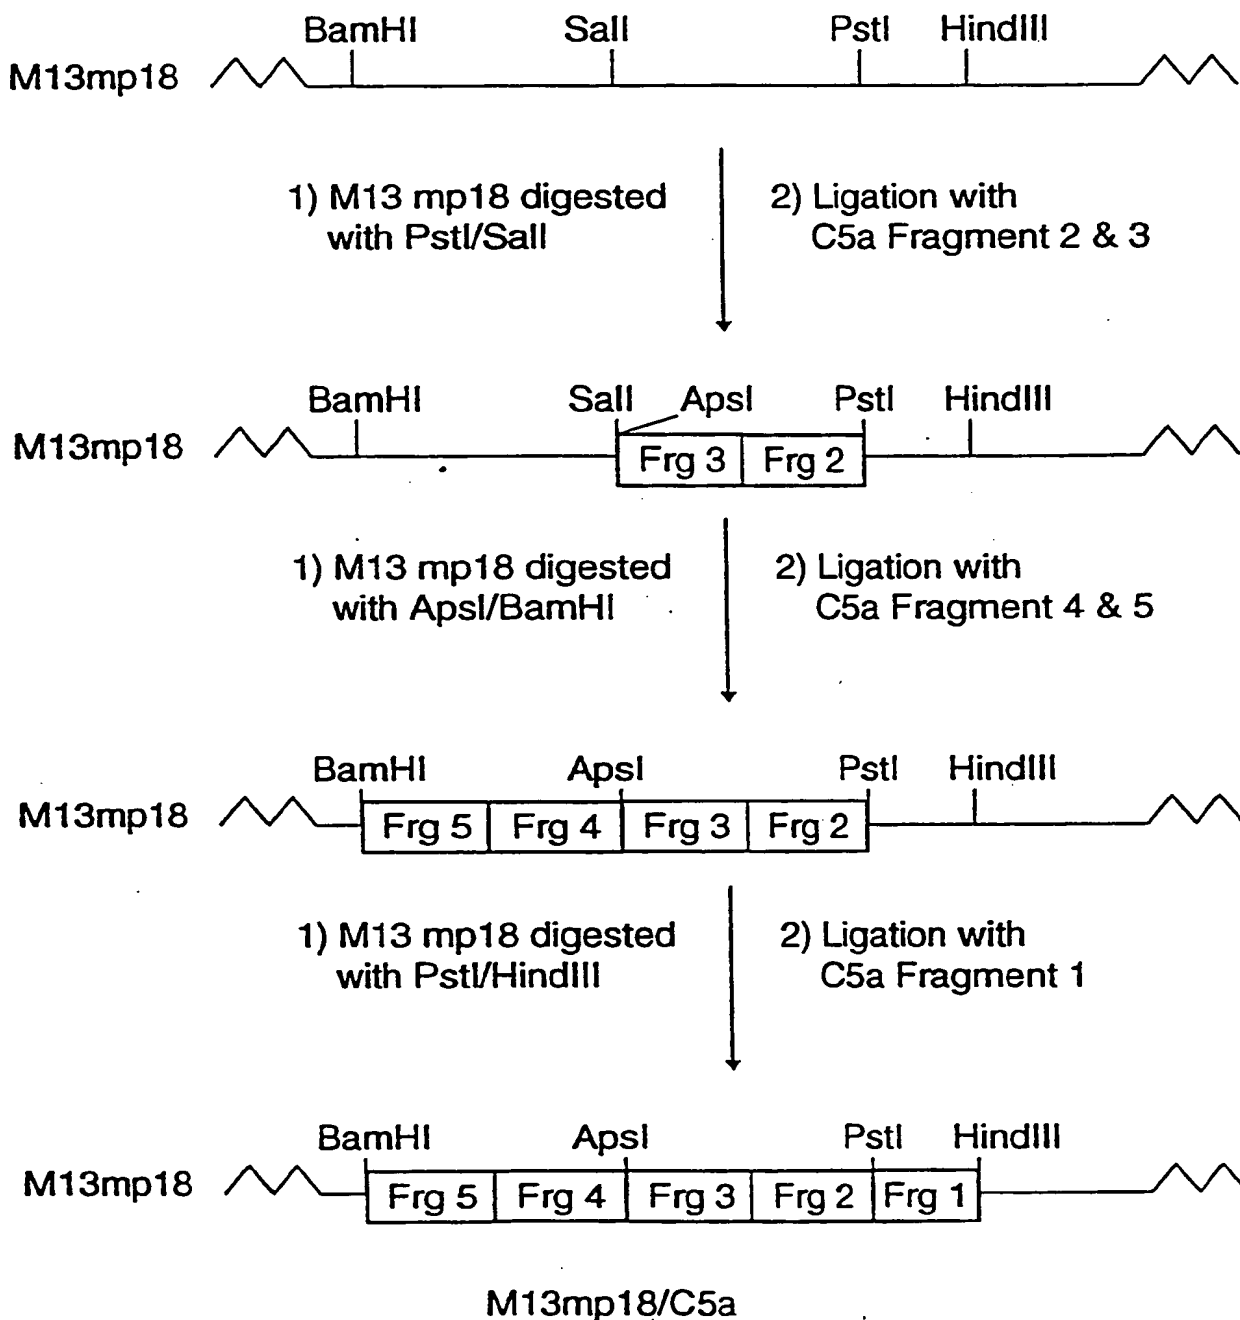 BamHI SalI PstI HindIII
M13mp18
1) M13 mp18 digested
with PstI/SalI
2) Ligation with
C5a Fragment 2 & 3
BamHI SalI ApsI PstI HindIII
M13mp18
Frg 3 Frg 2
1) M13 mp18 digested
with ApsI/BamHI
2) Ligation with
C5a Fragment 4 & 5
BamHI ApsI PstI HindIII
M13mp18
Frg 5 Frg 4 Frg 3 Frg 2
1) M13 mp18 digested
with PstI/HindIII
2) Ligation with
C5a Fragment 1
BamHI ApsI PstI HindIII
M13mp18
Frg 5 Frg 4 Frg 3 Frg 2 Frg 1
M13mp18/C5a